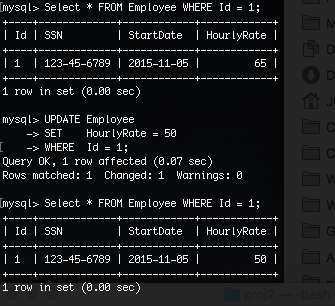 [mysql> Select * FROM Employee WHERE Id = 1;
+----+-------------+------------+------------+
| Id | SSN         | StartDate  | HourlyRate |
+----+-------------+------------+------------+
| 1  | 123-45-6789 | 2015-11-05 |         65 |
+----+-------------+------------+------------+
1 row in set (0.00 sec)
mysql> UPDATE Employee
    -> SET    HourlyRate = 50
[    -> WHERE  Id = 1;
Query OK, 1 row affected (0.07 sec)
Rows matched: 1  Changed: 1  Warnings: 0
[mysql> Select * FROM Employee WHERE Id = 1;
+----+-------------+------------+------------+
| Id | SSN         | StartDate  | HourlyRate |
+----+-------------+------------+------------+
| 1  | 123-45-6789 | 2015-11-05 |         50 |
+----+-------------+------------+------------+
1 row in set (0.00 sec)
proj2 —